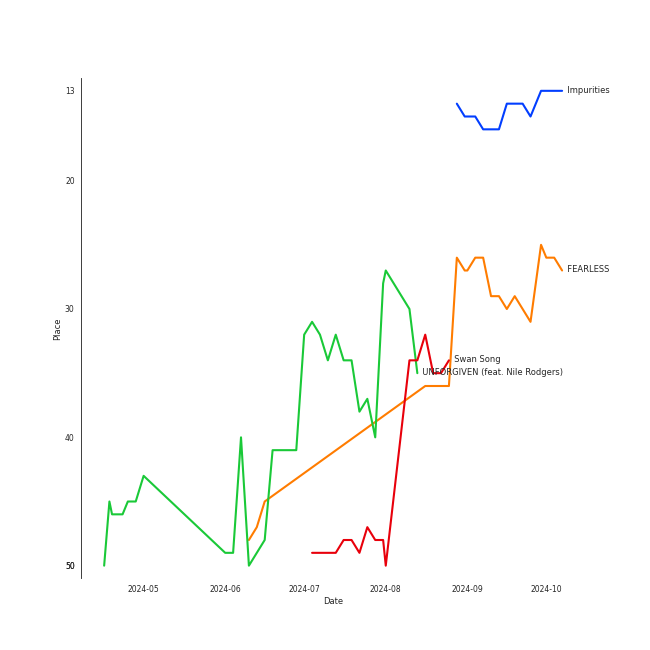 13
Impurities
20
FEARLESS
30
Swan Song
UNFORGIVEN (feat. Nile Rodgers)
Place
40
50
2024-05
2024-06
2024-07
2024-08
2024-09
2024-10
Date